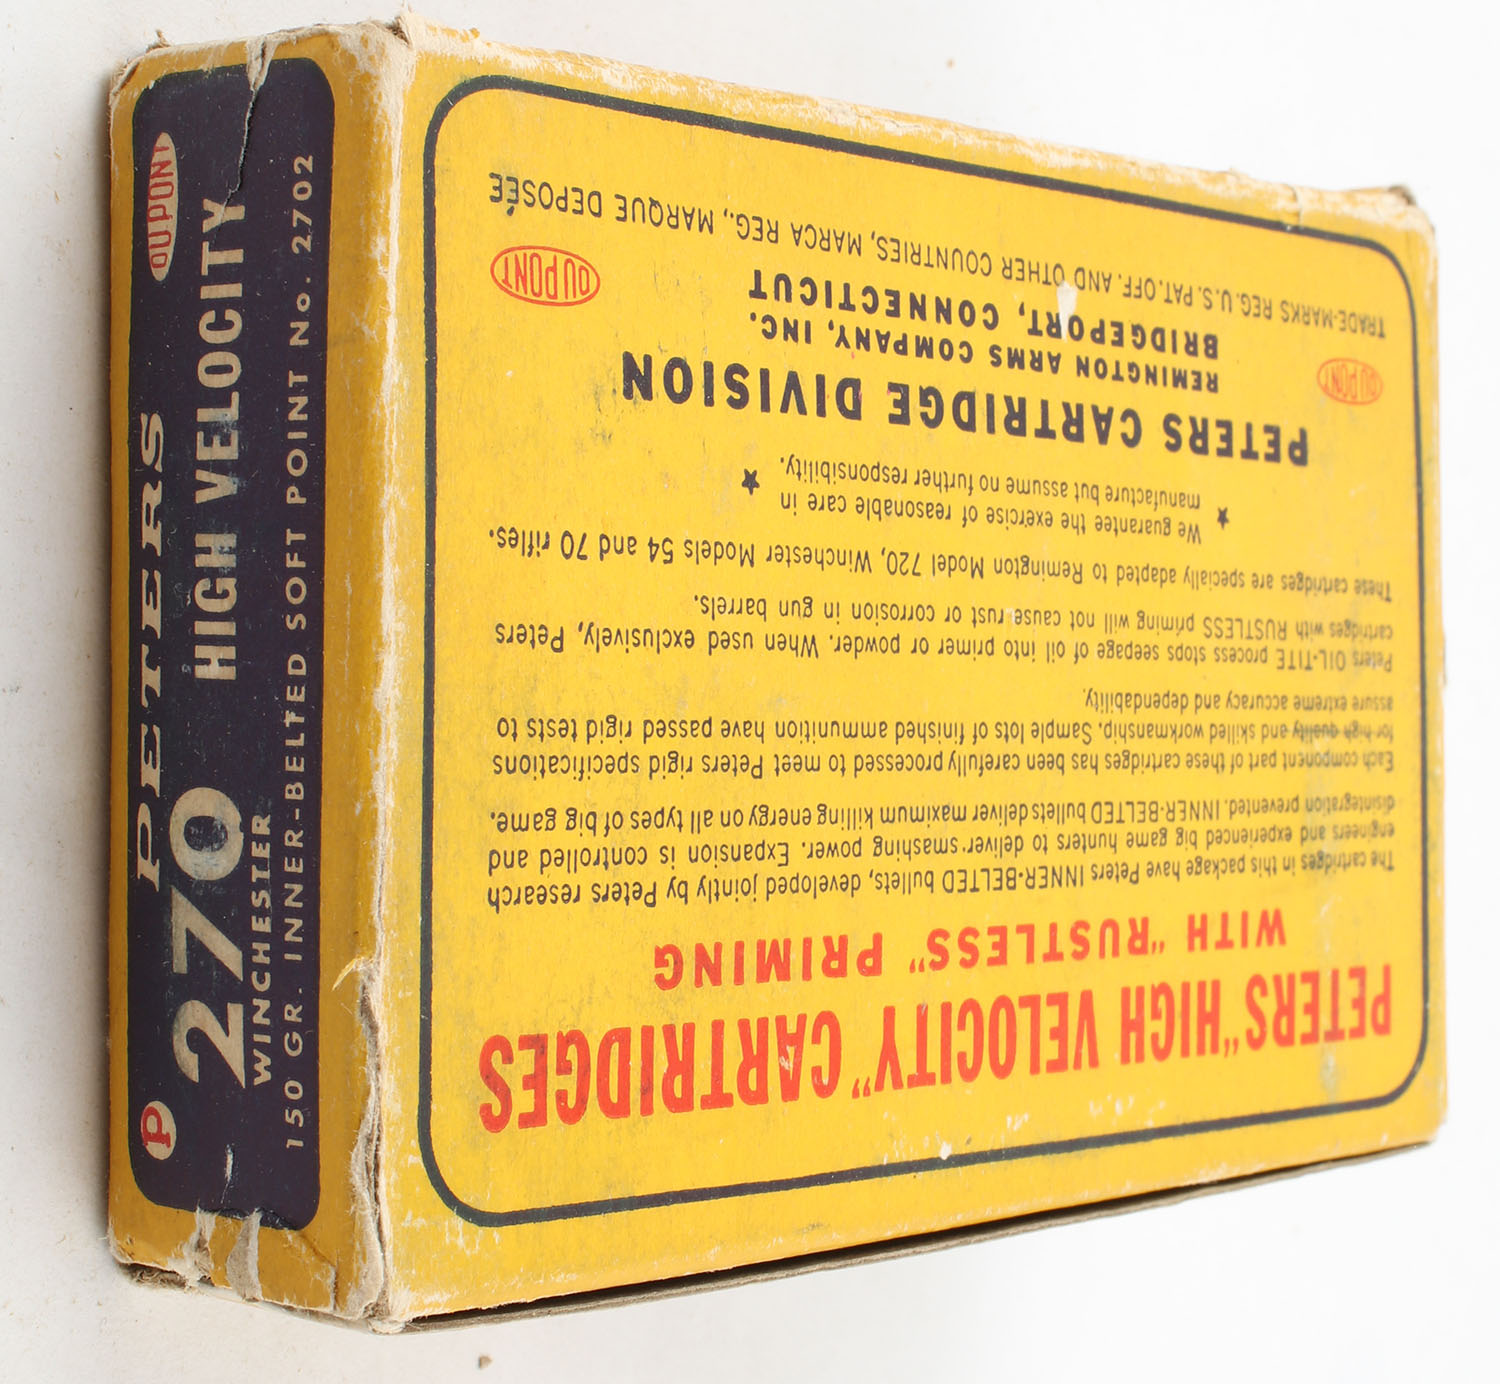 P
PETERS
DU PONT
270
HIGH VELOCITY
WINCHESTER
150 GR. INNER-BELTED SOFT POINT No. 2702
PETERS "HIGH VELOCITY" CARTRIDGES
WITH "RUSTLESS" PRIMING
The cartridges in this package have Peters INNER-BELTED bullets, developed jointly by Peters research
engineers and experienced big game hunters to deliver smashing power. Expansion is controlled and
disintegration prevented. INNER-BELTED bullets deliver maximum killing energy on all types of big game.
Each component part of these cartridges has been carefully processed to meet Peters rigid specifications
for high quality and skilled workmanship. Sample lots of finished ammunition have passed rigid tests to
assure extreme accuracy and dependability.
Peters OIL-TITE process stops seepage of oil into primer or powder. When used exclusively, Peters
cartridges with RUSTLESS priming will not cause rust or corrosion in gun barrels.
These cartridges are specially adapted to Remington Model 720, Winchester Models 54 and 70 rifles.
★ We guarantee the exercise of reasonable care in
manufacture but assume no further responsibility. ★
PETERS CARTRIDGE DIVISION
REMINGTON ARMS COMPANY, INC.
DU PONT BRIDGEPORT, CONNECTICUT DU PONT
TRADE-MARKS REG.U.S.PAT.OFF. AND OTHER COUNTRIES, MARCA REG., MARQUE DEPOSÉE